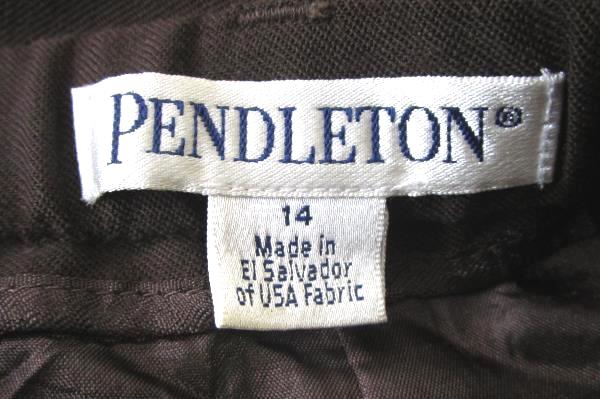 PENDLETON®
14
Made in
El Salvador
of USA Fabric